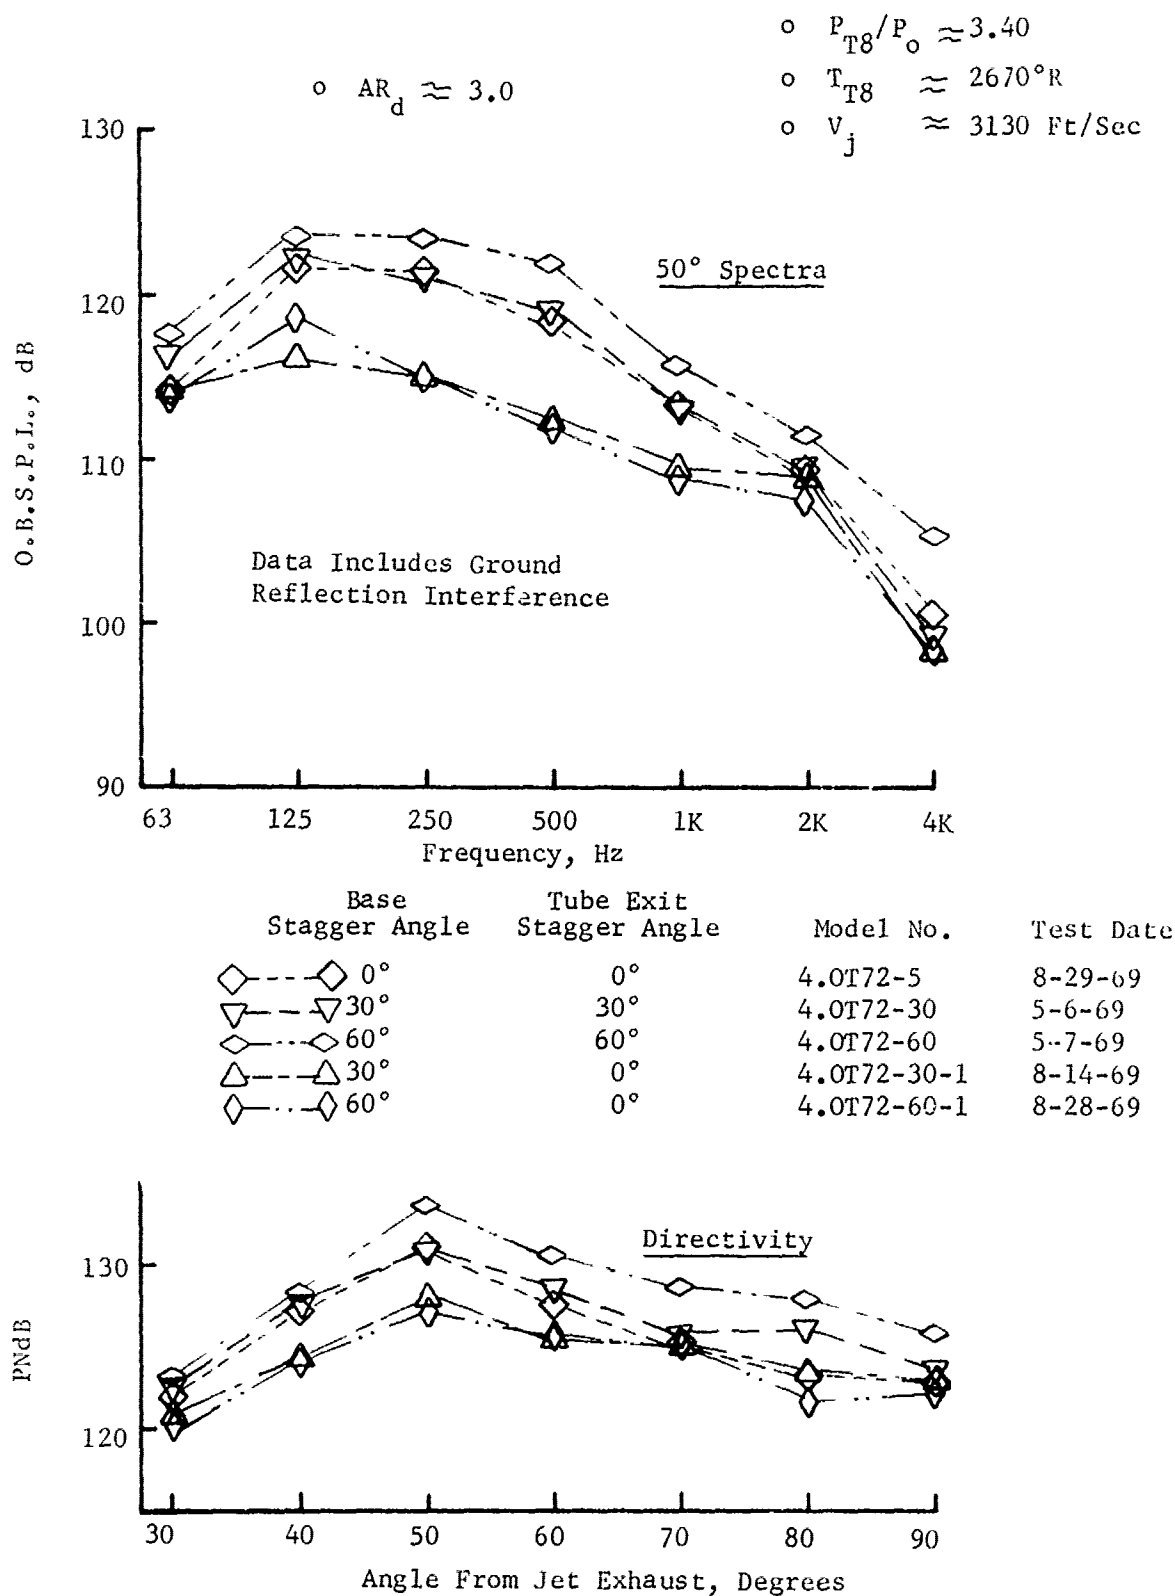 o P_T8/P_o ≈ 3.40
o AR_d ≈ 3.0
o T_T8 ≈ 2670°R
o V_j ≈ 3130 Ft/Sec
130
120
110
100
90
O.B.S.P.L., dB
50° Spectra
Data Includes Ground
Reflection Interference
63 125 250 500 1K 2K 4K
Frequency, Hz
Base Tube Exit
Stagger Angle Stagger Angle Model No. Test Date
0° 0° 4.0T72-5 8-29-69
30° 30° 4.0T72-30 5-6-69
60° 60° 4.0T72-60 5-7-69
30° 0° 4.0T72-30-1 8-14-69
60° 0° 4.0T72-60-1 8-28-69
Directivity
130
120
PNdB
30 40 50 60 70 80 90
Angle From Jet Exhaust, Degrees